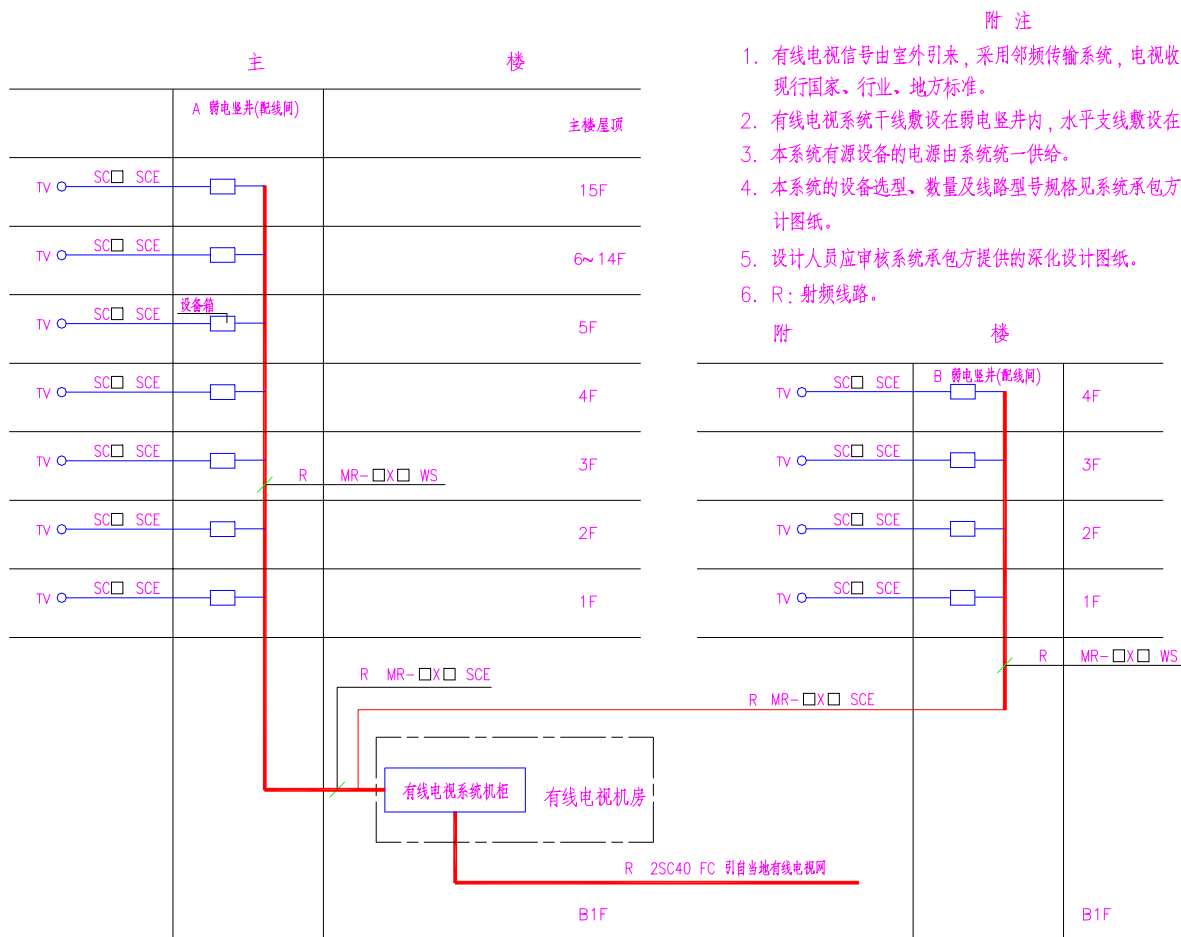 附 注
1. 有线电视信号由室外引来，采用邻频传输系统，电视收
现行国家、行业、地方标准。
2. 有线电视系统干线敷设在弱电竖井内，水平支线敷设在
3. 本系统有源设备的电源由系统统一供给。
4. 本系统的设备选型、数量及线路型号规格见系统承包方
计图纸。
5. 设计人员应审核系统承包方提供的深化设计图纸。
6. R：射频线路。
主 楼
A 弱电竖井(配线间)
主楼屋顶
TV SC□ SCE 15F
TV SC□ SCE 6~14F
设备箱
TV SC□ SCE 5F
TV SC□ SCE 4F
TV SC□ SCE 3F
R MR-□X□ WS
TV SC□ SCE 2F
TV SC□ SCE 1F
附 楼
B 弱电竖井(配线间)
TV SC□ SCE 4F
TV SC□ SCE 3F
TV SC□ SCE 2F
TV SC□ SCE 1F
R MR-□X□ WS
R MR-□X□ SCE
R MR-□X□ SCE
有线电视系统机柜
有线电视机房
R 2SC40 FC 引自当地有线电视网
B1F
B1F